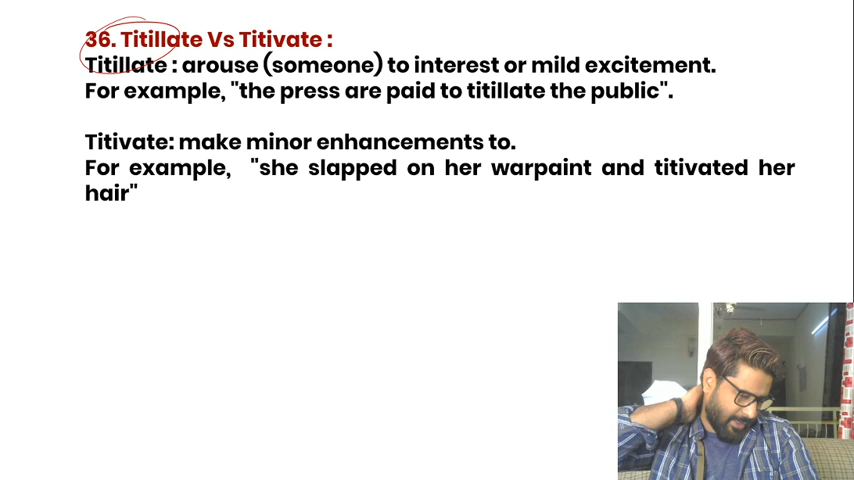 36. Titillate Vs Titivate :
Titillate : arouse (someone) to interest or mild excitement.
For example, "the press are paid to titillate the public".
Titivate: make minor enhancements to.
For example, "she slapped on her warpaint and titivated her
hair"